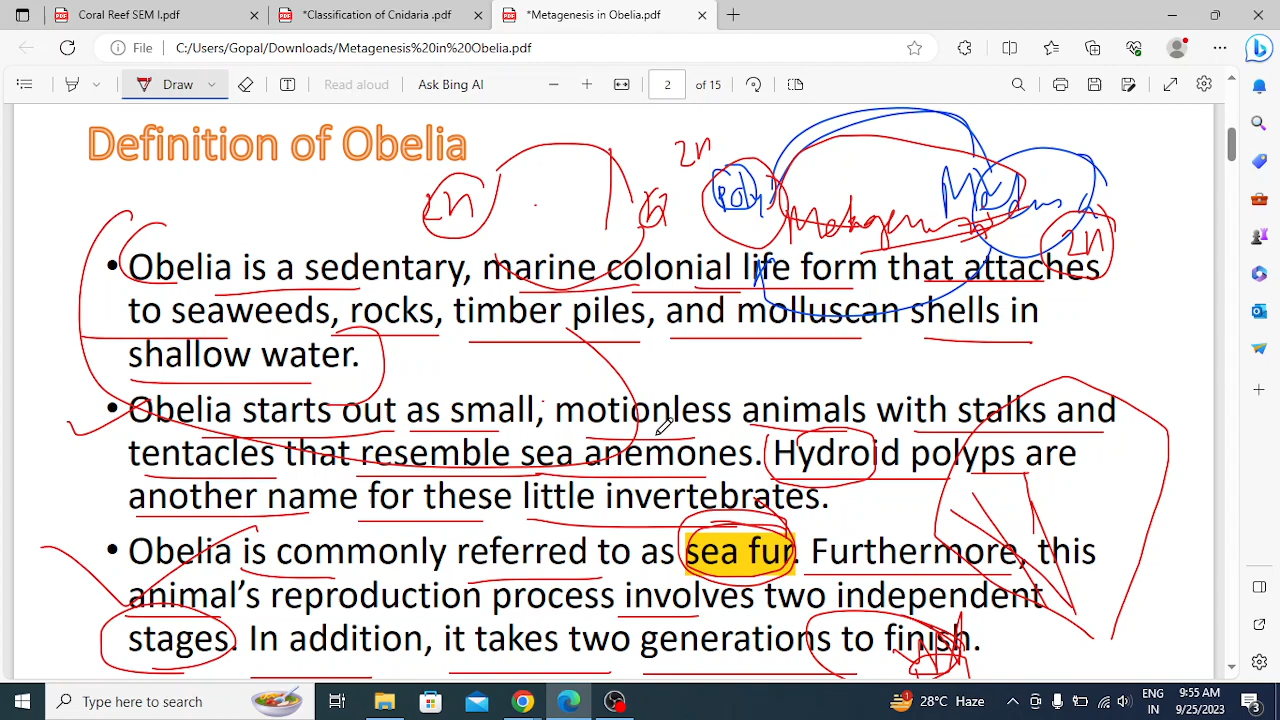 Coral Reef SEM I.pdf
*Classification of Cnidaria .pdf
*Metagenesis in Obelia.pdf
File
C:/Users/Gopal/Downloads/Metagenesis%20in%20Obelia.pdf
Draw
Read aloud
Ask Bing AI
2
of 15
Definition of Obelia
2n
2n
Metagenesis
2n
• Obelia is a sedentary, marine colonial life form that attaches
to seaweeds, rocks, timber piles, and molluscan shells in
shallow water.
• Obelia starts out as small, motionless animals with stalks and
tentacles that resemble sea anemones. Hydroid polyps are
another name for these little invertebrates.
• Obelia is commonly referred to as sea fur. Furthermore, this
animal's reproduction process involves two independent
stages. In addition, it takes two generations to finish.
Type here to search
1
28°C Haze
ENG
IN
9:55 AM
9/25/2023
3